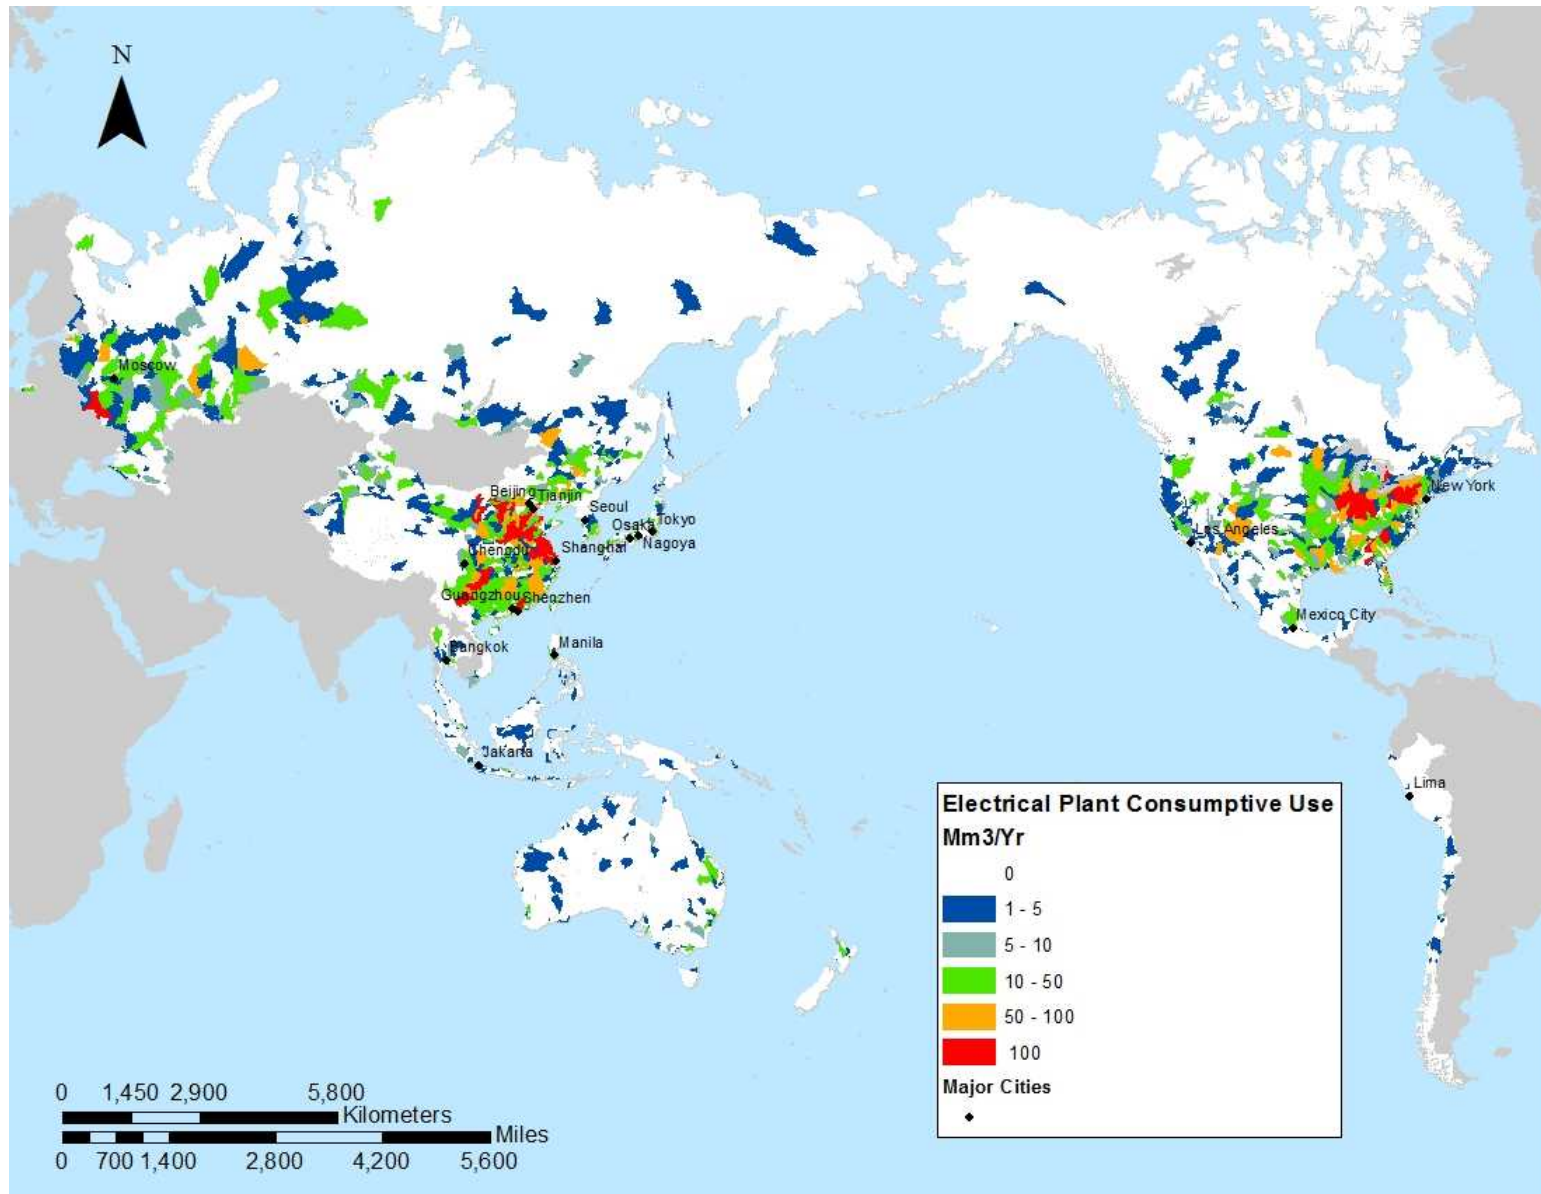 N
Moscow
Beijing
Tianjin
Seoul
Tokyo
Osaka
Nagoya
Chengdu
Shanghai
Guangzhou
Shenzhen
Bangkok
Manila
Jakarta
New York
Los Angeles
Mexico City
Lima
Electrical Plant Consumptive Use
Mm3/Yr
0
1 - 5
5 - 10
10 - 50
50 - 100
100
Major Cities
0 1,450 2,900 5,800
Kilometers
Miles
0 700 1,400 2,800 4,200 5,600